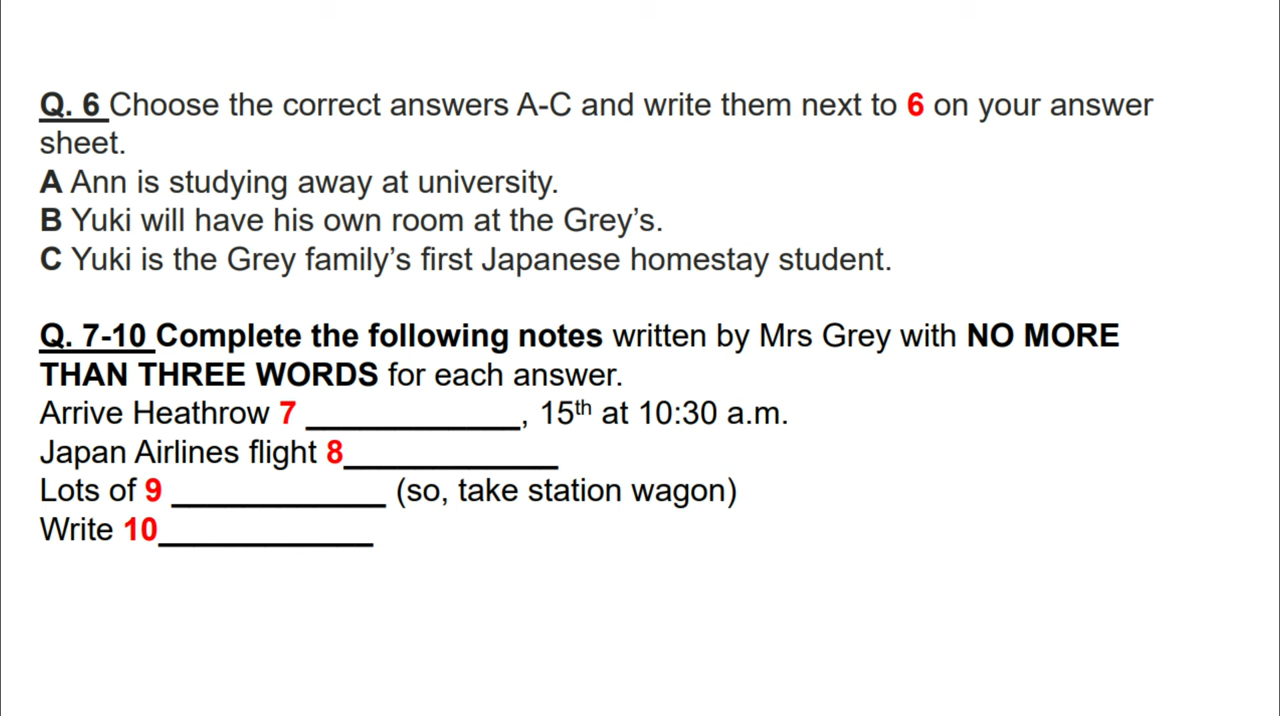 Q. 6 Choose the correct answers A-C and write them next to 6 on your answer
sheet.
A Ann is studying away at university.
B Yuki will have his own room at the Grey’s.
C Yuki is the Grey family’s first Japanese homestay student.
Q. 7-10 Complete the following notes written by Mrs Grey with NO MORE
THAN THREE WORDS for each answer.
Arrive Heathrow 7 ____________, 15th at 10:30 a.m.
Japan Airlines flight 8____________
Lots of 9 ____________ (so, take station wagon)
Write 10____________